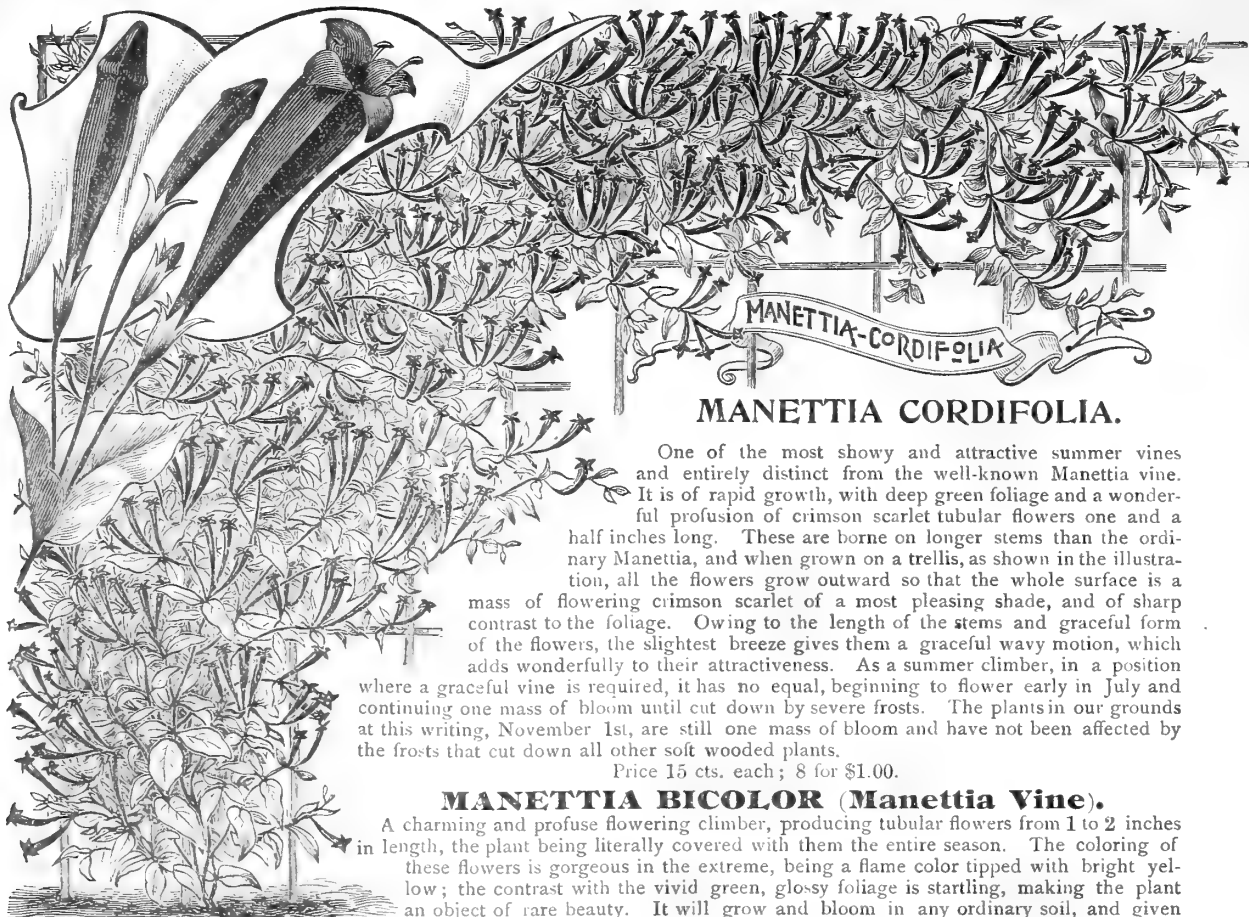 MANETTIA-CORDIFOLIA
MANETTIA CORDIFOLIA.
One of the most showy and attractive summer vines
and entirely distinct from the well-known Manettia vine.
It is of rapid growth, with deep green foliage and a wonder-
ful profusion of crimson scarlet tubular flowers one and a
half inches long. These are borne on longer stems than the ordi-
nary Manettia, and when grown on a trellis, as shown in the illustra-
tion, all the flowers grow outward so that the whole surface is a
mass of flowering crimson scarlet of a most pleasing shade, and of sharp
contrast to the foliage. Owing to the length of the stems and graceful form
of the flowers, the slightest breeze gives them a graceful wavy motion, which
adds wonderfully to their attractiveness. As a summer climber, in a position
where a graceful vine is required, it has no equal, beginning to flower early in July and
continuing one mass of bloom until cut down by severe frosts. The plants in our grounds
at this writing, November 1st, are still one mass of bloom and have not been affected by
the frosts that cut down all other soft wooded plants.
Price 15 cts. each; 8 for $1.00.
MANETTIA BICOLOR (Manettia Vine).
A charming and profuse flowering climber, producing tubular flowers from 1 to 2 inches
in length, the plant being literally covered with them the entire season. The coloring of
these flowers is gorgeous in the extreme, being a flame color tipped with bright yel-
low; the contrast with the vivid green, glossy foliage is startling, making the plant
an object of rare beauty. It will grow and bloom in any ordinary soil, and given